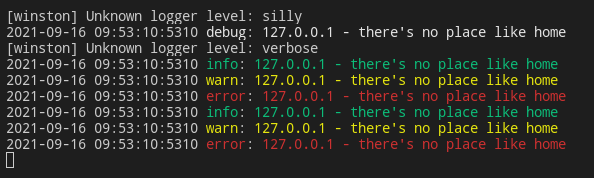 [winston] Unknown logger level: silly
2021-09-16 09:53:10:5310 debug: 127.0.0.1 - there's no place like home
[winston] Unknown logger level: verbose
2021-09-16 09:53:10:5310 info: 127.0.0.1 - there's no place like home
2021-09-16 09:53:10:5310 warn: 127.0.0.1 - there's no place like home
2021-09-16 09:53:10:5310 error: 127.0.0.1 - there's no place like home
2021-09-16 09:53:10:5310 info: 127.0.0.1 - there's no place like home
2021-09-16 09:53:10:5310 warn: 127.0.0.1 - there's no place like home
2021-09-16 09:53:10:5310 error: 127.0.0.1 - there's no place like home